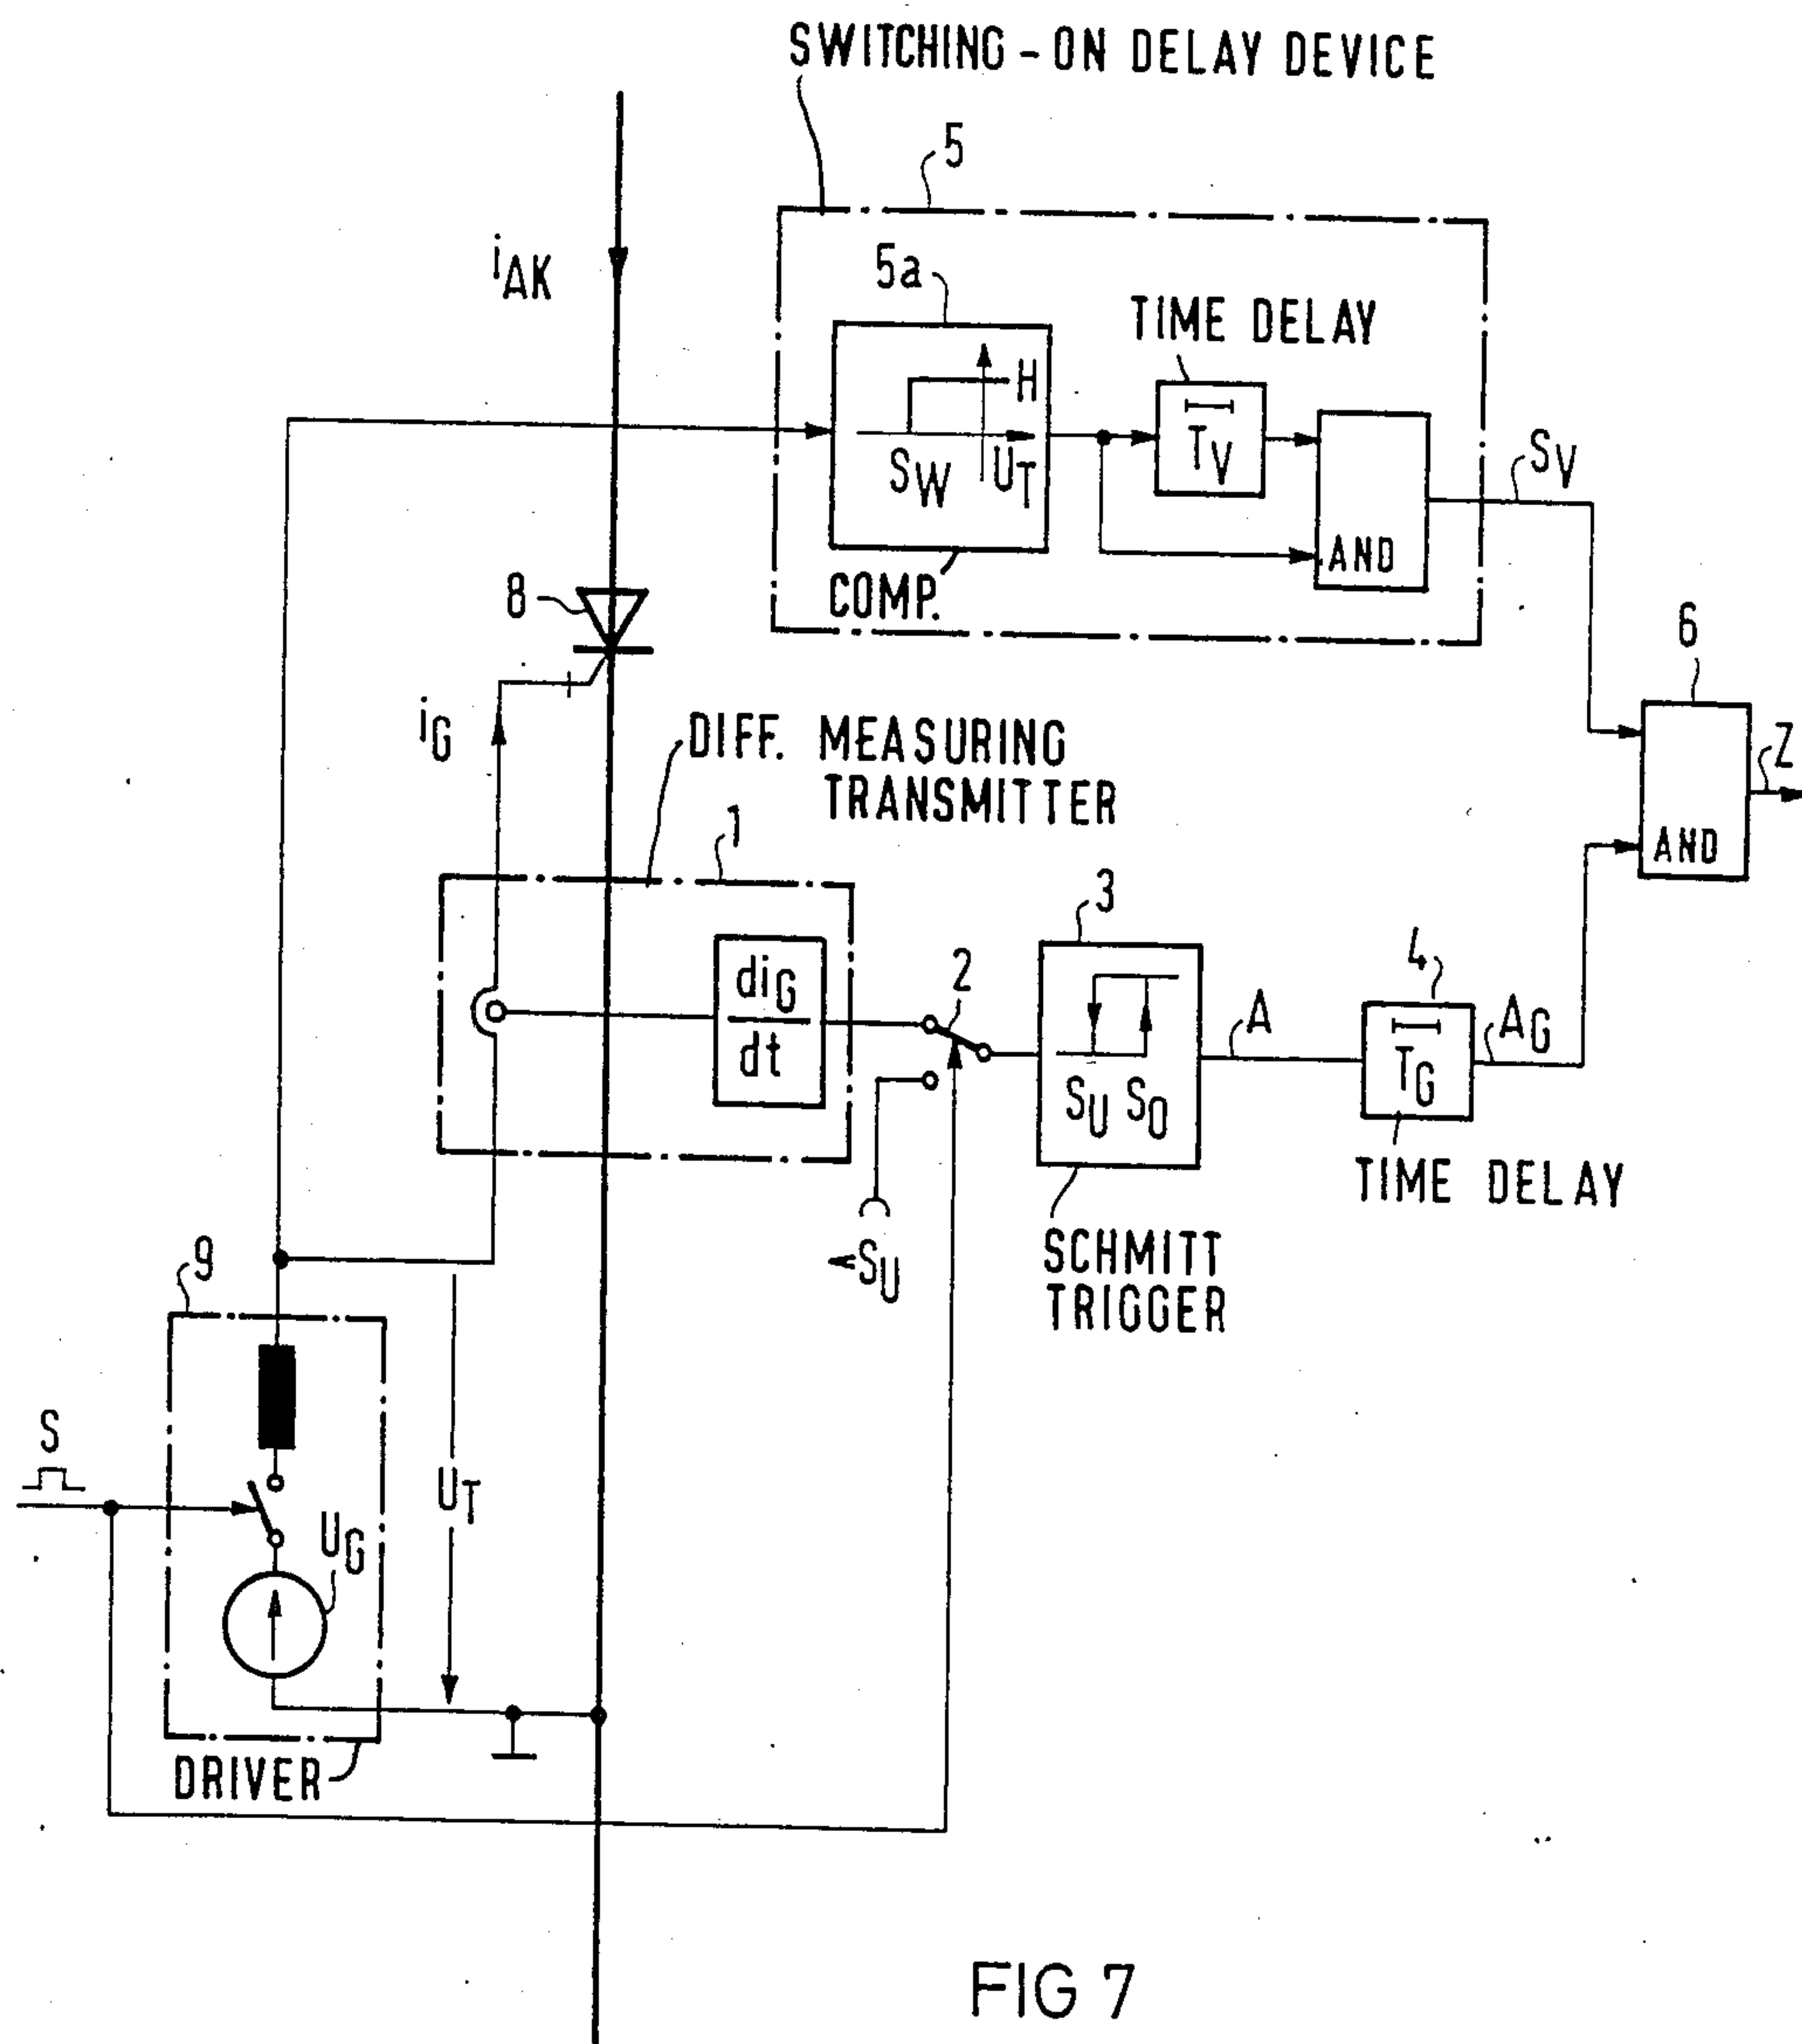 SWITCHING - ON DELAY DEVICE
5
iAK
5a
TIME DELAY
H
SW UT
TV
AND
SV
COMP.
8
6
iG
DIFF. MEASURING
TRANSMITTER
1
Z
AND
3
2
4
diG
dt
A
AG
SU SO
TG
TIME DELAY
<SU
SCHMITT
TRIGGER
9
S
UT
UG
DRIVER
FIG 7